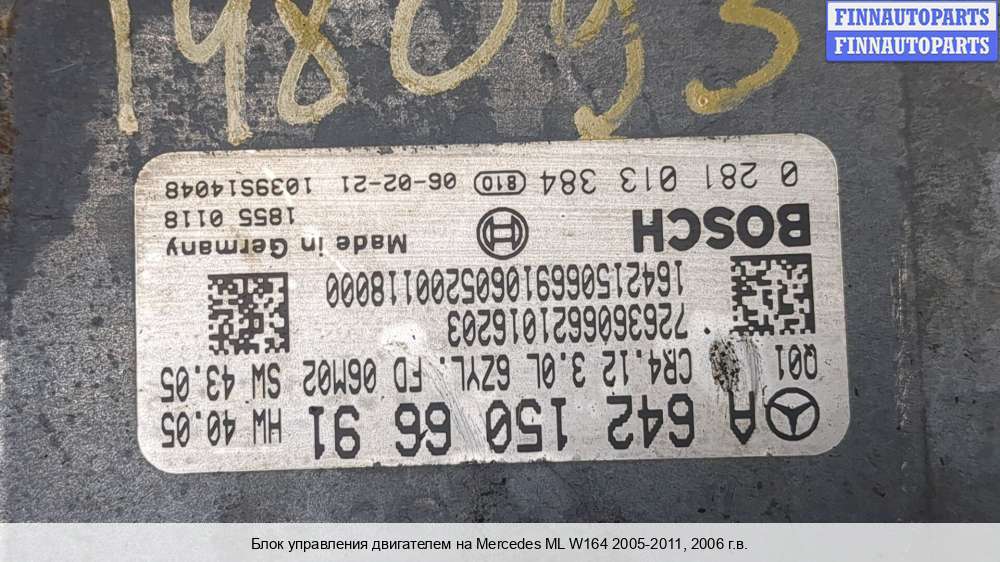 FINNAUTOPARTS
FINNAUTOPARTS
A 642 150 66 91 HW 40.05
Q01 CR4.12 3.0L 6ZYL. FD 06M02 SW 43.05
7263606621016203
16421506691060520011 8000
BOSCH Made in Germany
1855 0118
0 281 013 384 810 06-02-21 1039S14048
Блок управления двигателем на Mercedes ML W164 2005-2011, 2006 г.в.